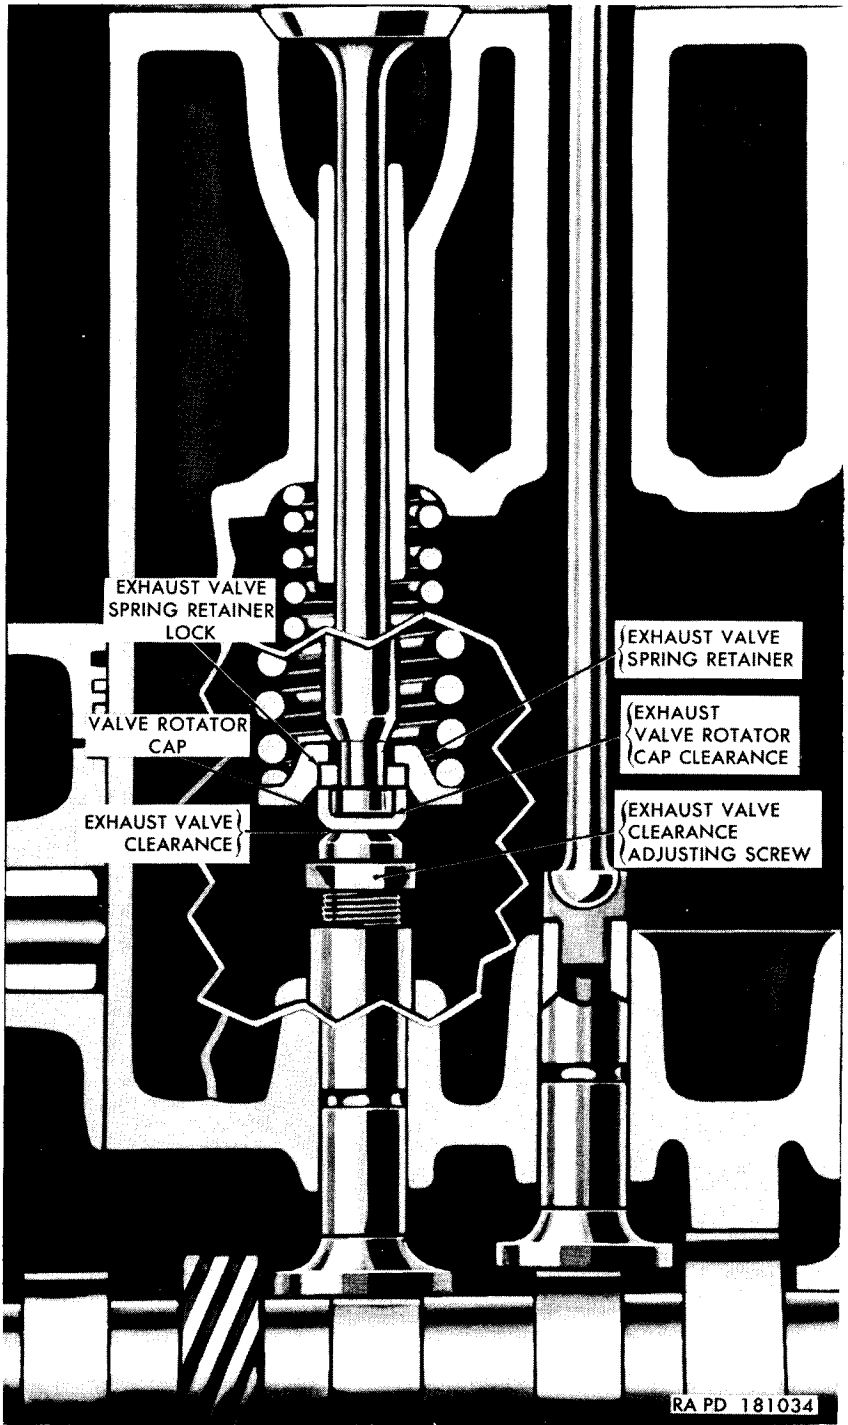 EXHAUST VALVE
SPRING RETAINER
LOCK
EXHAUST VALVE
SPRING RETAINER
VALVE ROTATOR
CAP
EXHAUST
VALVE ROTATOR
CAP CLEARANCE
EXHAUST VALVE
CLEARANCE
EXHAUST VALVE
CLEARANCE
ADJUSTING SCREW
RA PD 181034